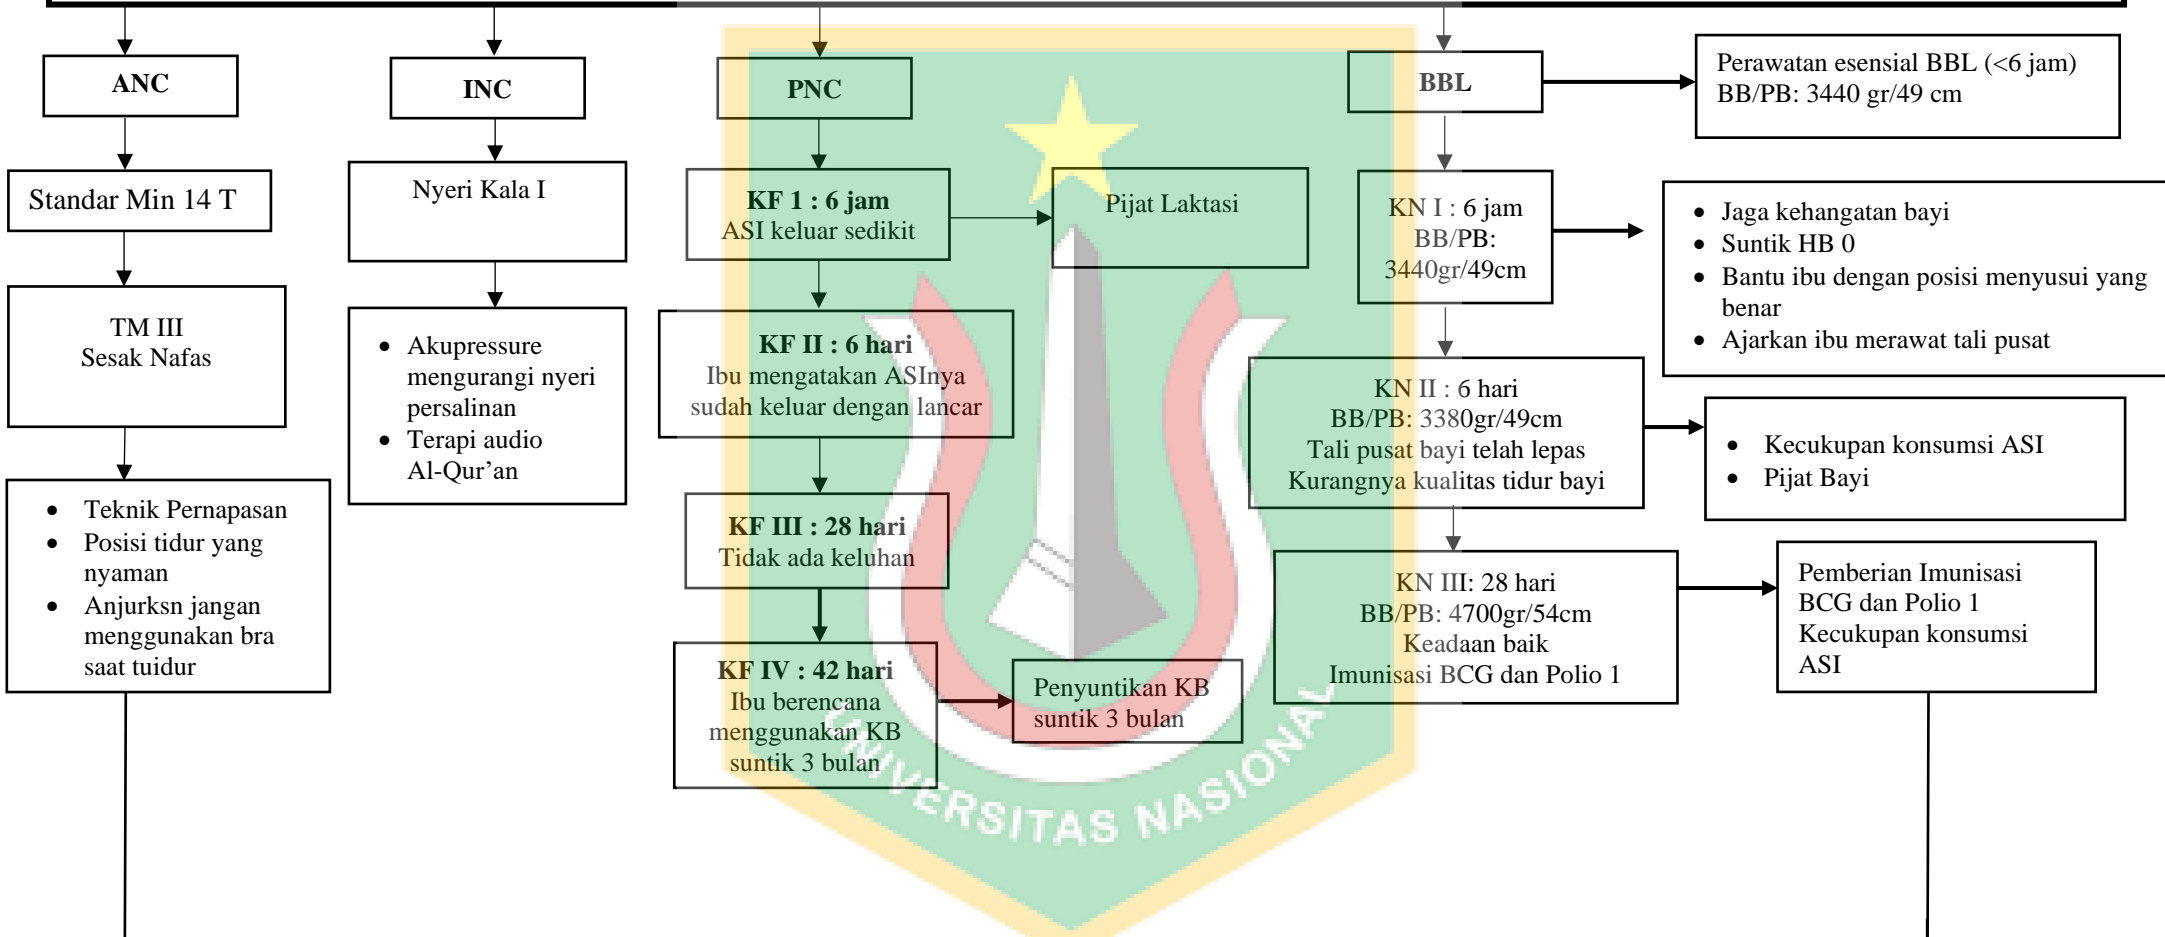 ANC
Standar Min 14 T
TM III
Sesak Nafas
• Teknik Pernapasan
• Posisi tidur yang
nyaman
• Anjurksn jangan
menggunakan bra
saat tuidur
INC
Nyeri Kala I
• Akupressure
mengurangi nyeri
persalinan
• Terapi audio
Al-Qur’an
PNC
KF 1 : 6 jam
ASI keluar sedikit
Pijat Laktasi
KF II : 6 hari
Ibu mengatakan ASInya
sudah keluar dengan lancar
KF III : 28 hari
Tidak ada keluhan
KF IV : 42 hari
Ibu berencana
menggunakan KB
suntik 3 bulan
Penyuntikan KB
suntik 3 bulan
BBL
Perawatan esensial BBL (<6 jam)
BB/PB: 3440 gr/49 cm
KN I : 6 jam
BB/PB:
3440gr/49cm
• Jaga kehangatan bayi
• Suntik HB 0
• Bantu ibu dengan posisi menyusui yang
benar
• Ajarkan ibu merawat tali pusat
KN II : 6 hari
BB/PB: 3380gr/49cm
Tali pusat bayi telah lepas
Kurangnya kualitas tidur bayi
• Kecukupan konsumsi ASI
• Pijat Bayi
KN III: 28 hari
BB/PB: 4700gr/54cm
Keadaan baik
Imunisasi BCG dan Polio 1
Pemberian Imunisasi
BCG dan Polio 1
Kecukupan konsumsi
ASI
UNIVERSITAS NASIONAL